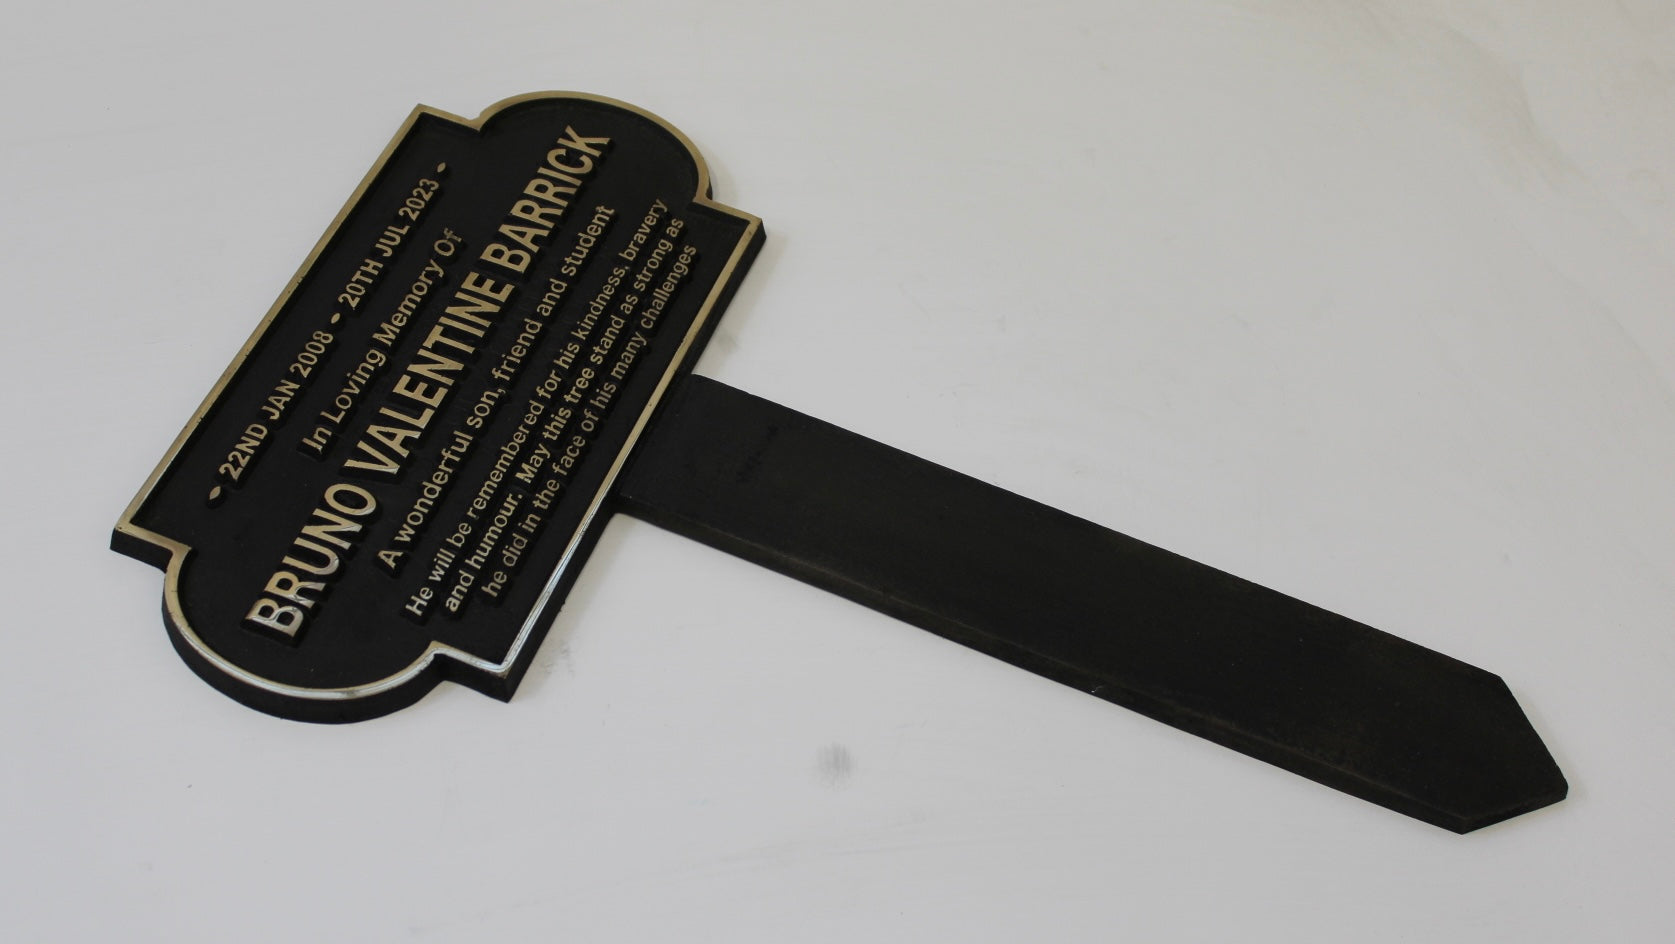 • 22ND JAN 2008 • 20TH JUL 2023 •
In Loving Memory Of
BRUNO VALENTINE BARRICK
A wonderful son, friend and student
He will be remembered for his kindness, bravery
and humour. May this tree stand as strong as
he did in the face of his many challenges